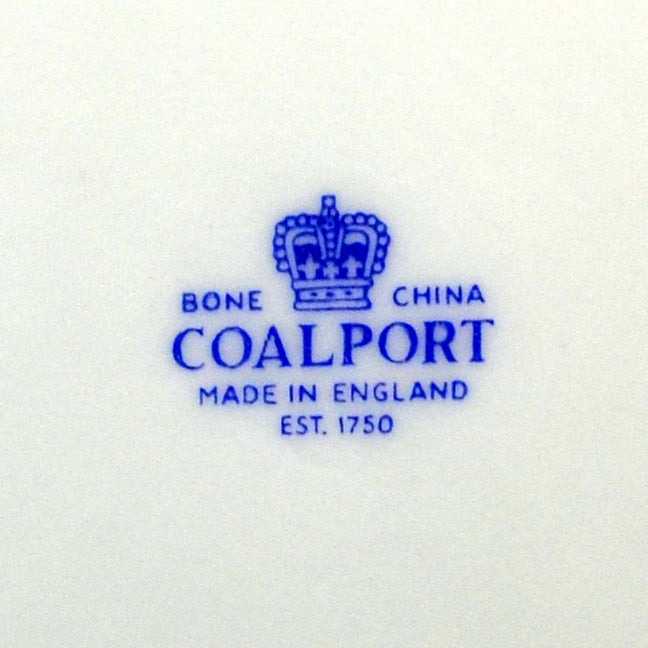 BONE CHINA
COALPORT
MADE IN ENGLAND
EST. 1750